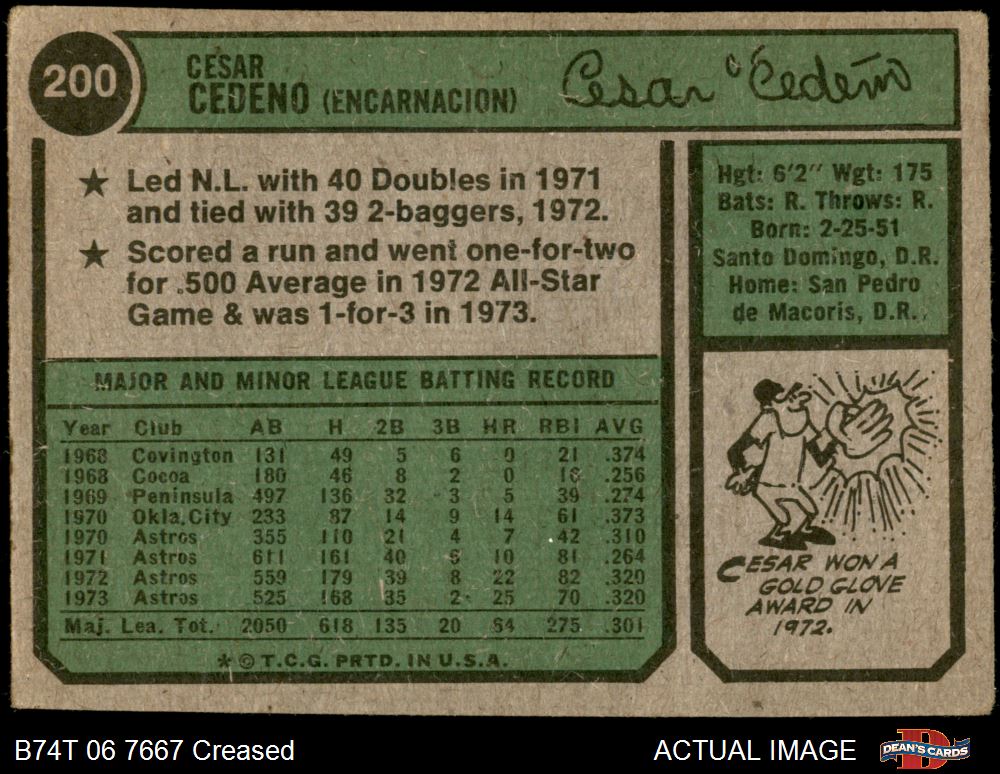 200
CESAR
CEDENO (ENCARNACION)
Cesar Cedeño
★ Led N.L. with 40 Doubles in 1971
and tied with 39 2-baggers, 1972.
★ Scored a run and went one-for-two
for .500 Average in 1972 All-Star
Game & was 1-for-3 in 1973.
Hgt: 6'2" Wgt: 175
Bats: R. Throws: R.
Born: 2-25-51
Santo Domingo, D.R.
Home: San Pedro
de Macoris, D.R.
MAJOR AND MINOR LEAGUE BATTING RECORD
Year Club AB H 2B 3B HR RBI AVG
1968 Covington 131 49 5 6 0 21 .374
1968 Cocoa 180 46 8 2 0 18 .256
1969 Peninsula 497 136 32 3 5 39 .274
1970 Okla.City 233 87 14 9 14 61 .373
1970 Astros 355 110 21 4 7 42 .310
1971 Astros 611 161 40 6 10 81 .264
1972 Astros 559 179 39 8 22 82 .320
1973 Astros 525 168 35 2 25 70 .320
Maj. Lea. Tot. 2050 618 135 20 64 275 .301
★ © T.C.G. PRTD. IN U.S.A.
CESAR WON A
GOLD GLOVE
AWARD IN
1972.
B74T 06 7667 Creased
ACTUAL IMAGE
DEAN'S CARDS